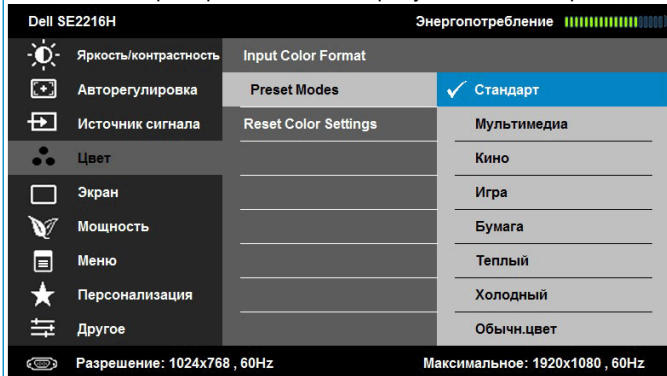 Dell SE2216H
Энергопотребление
Яркость/контрастность
Input Color Format
Авторегулировка
Preset Modes
Стандарт
Источник сигнала
Reset Color Settings
Мультимедиа
Цвет
Кино
Экран
Игра
Мощность
Бумага
Меню
Теплый
Персонализация
Холодный
Другое
Обычн.цвет
Разрешение: 1024x768 , 60Hz
Максимальное: 1920x1080 , 60Hz